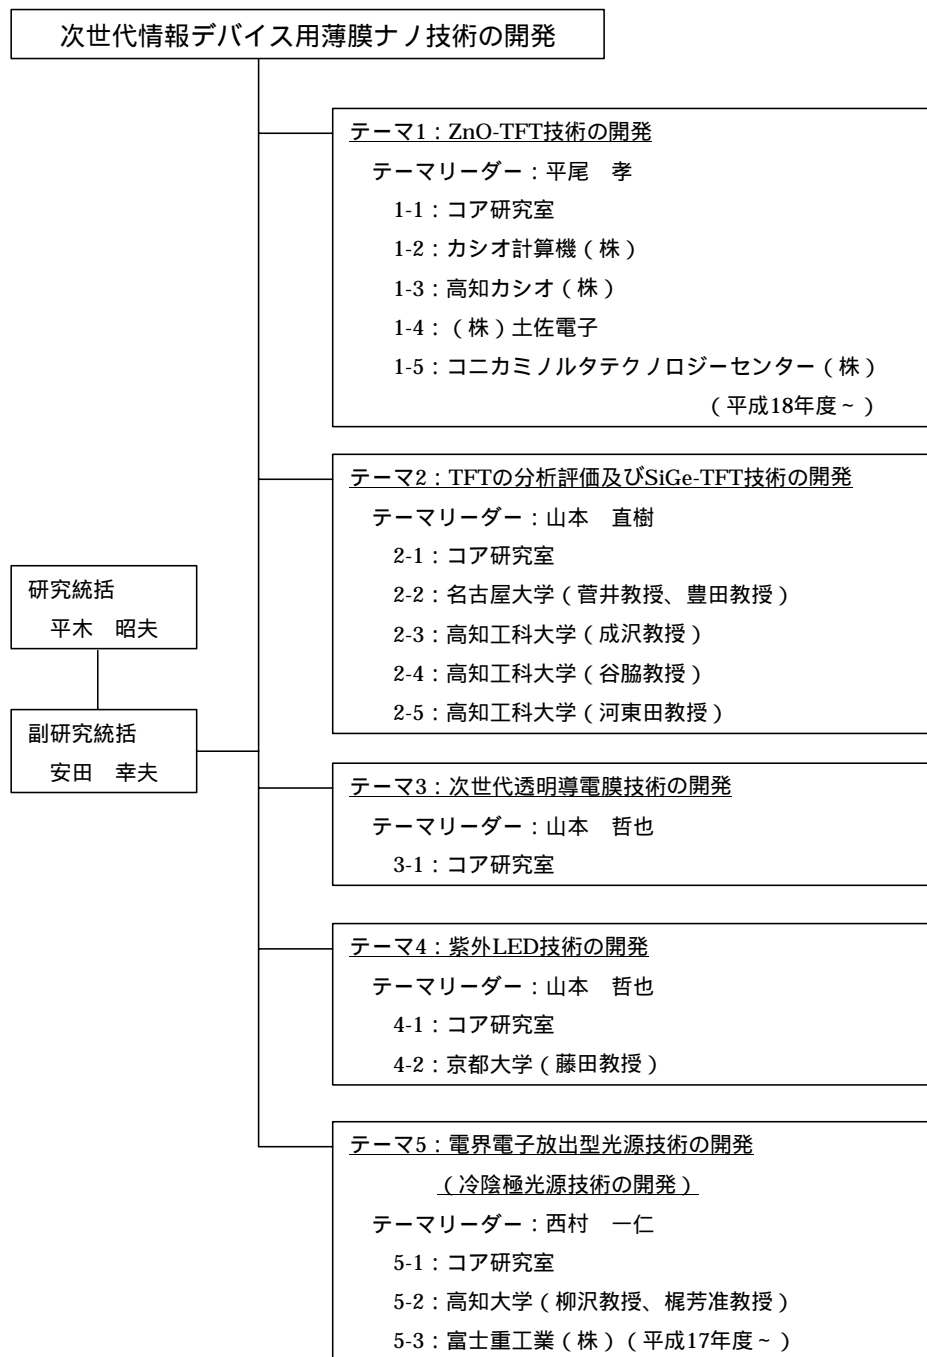 次世代情報デバイス用薄膜ナノ技術の開発
テーマ1：ZnO-TFT技術の開発
テーマリーダー：平尾　孝
1-1：コア研究室
1-2：カシオ計算機（株）
1-3：高知カシオ（株）
1-4：（株）土佐電子
1-5：コニカミノルタテクノロジーセンター（株）
（平成18年度~）
テーマ2：TFTの分析評価及びSiGe-TFT技術の開発
テーマリーダー：山本　直樹
2-1：コア研究室
2-2：名古屋大学（菅井教授、豊田教授）
2-3：高知工科大学（成沢教授）
2-4：高知工科大学（谷脇教授）
2-5：高知工科大学（河東田教授）
研究統括
平木　昭夫
副研究統括
安田　幸夫
テーマ3：次世代透明導電膜技術の開発
テーマリーダー：山本　哲也
3-1：コア研究室
テーマ4：紫外LED技術の開発
テーマリーダー：山本　哲也
4-1：コア研究室
4-2：京都大学（藤田教授）
テーマ5：電界電子放出型光源技術の開発
（冷陰極光源技術の開発）
テーマリーダー：西村　一仁
5-1：コア研究室
5-2：高知大学（柳沢教授、梶芳准教授）
5-3：富士重工業（株）（平成17年度~）